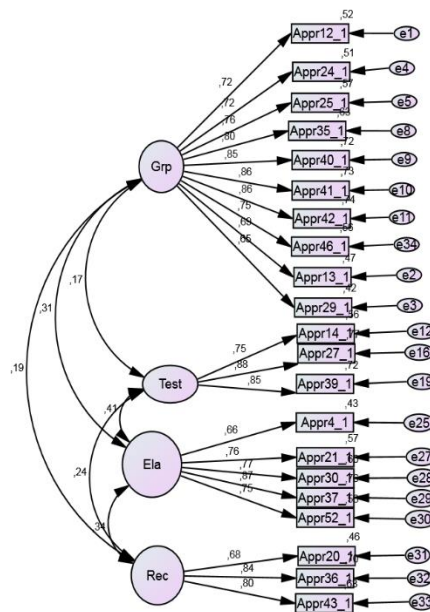 ,52
Appr12_1
e1
,72
,51
Appr24_1
e4
,72
,57
Appr25_1
e5
,76
,63
Appr35_1
e8
,80
,72
Appr40_1
e9
,85
,73
Appr41_1
e10
,86
,74
Appr42_1
e11
,86
Appr46_1
e34
,75
,47
Appr13_1
e2
,69
,42
Appr29_1
e3
,65
Grp
,17
,31
,19
,56
Appr14_1
e12
,75
Appr27_1
e16
,88
,72
Appr39_1
e19
,85
Test
,41
,24
,43
Appr4_1
e25
,66
,57
Appr21_1
e27
,76
Appr30_1
e28
,77
Appr37_1
e29
,87
Appr52_1
e30
,75
Ela
,34
,46
Appr20_1
e31
,68
Appr36_1
e32
,84
Appr43_1
e33
,80
Rec